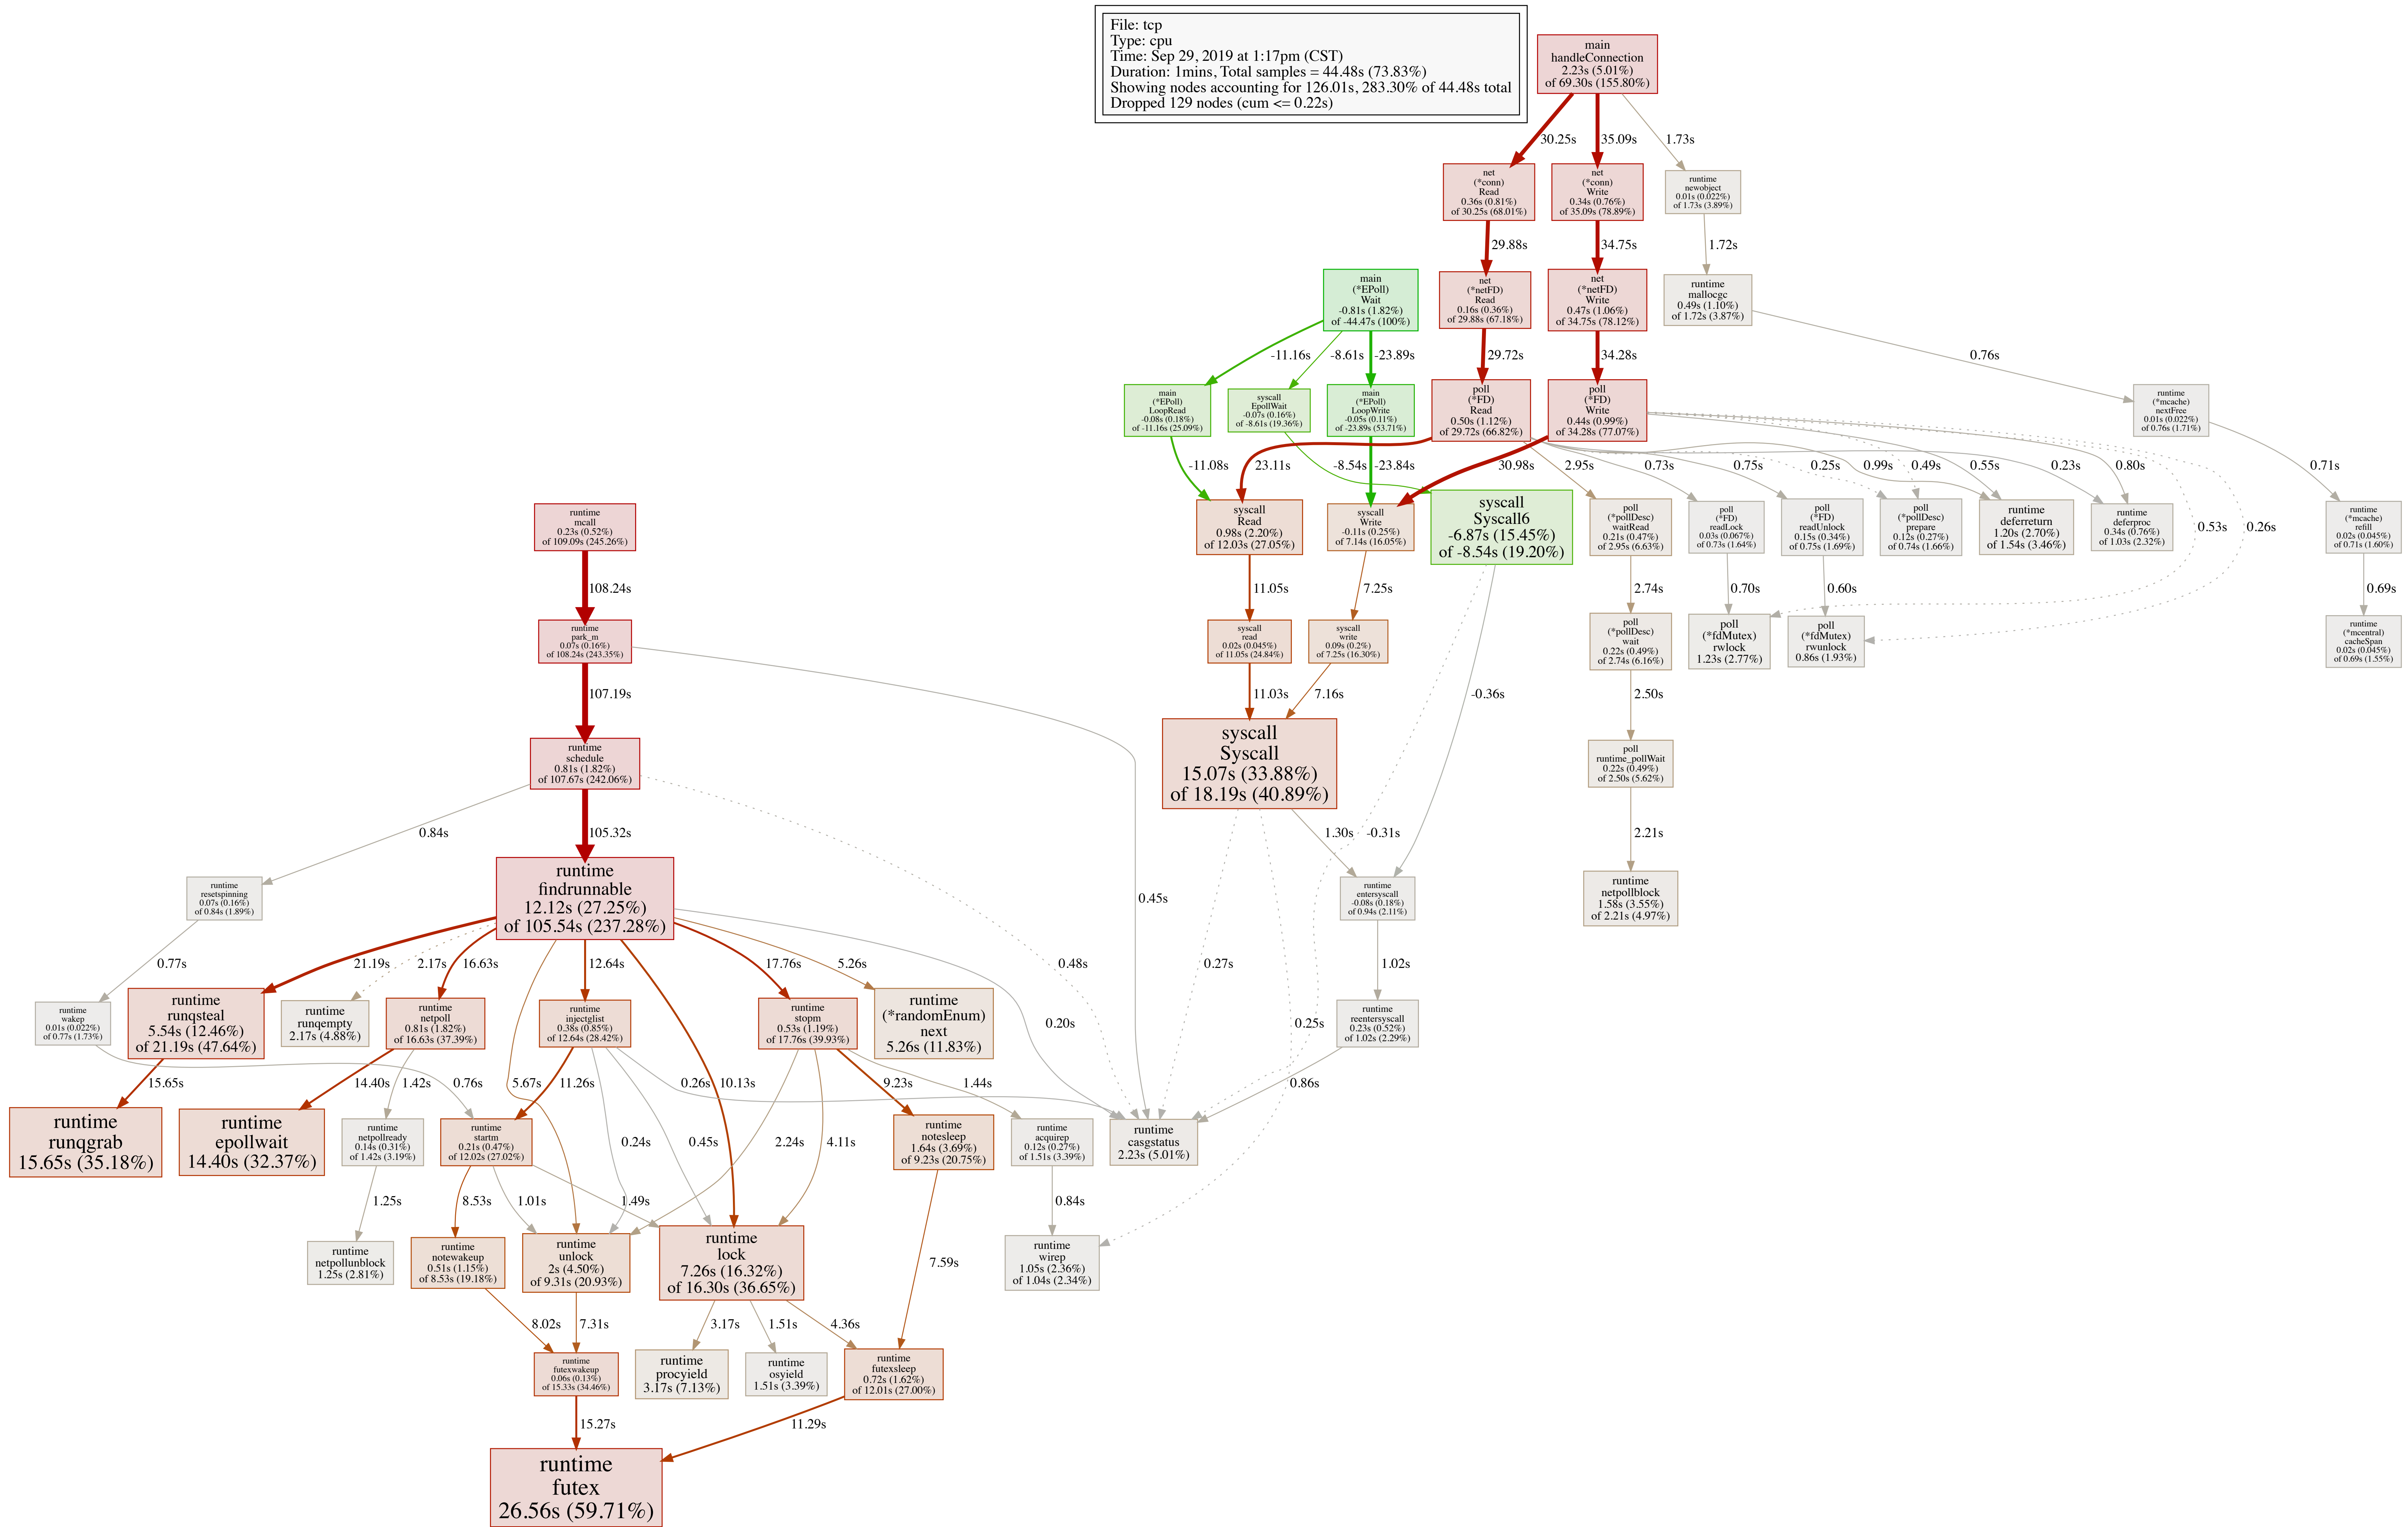 File: tcp
Type: cpu
Time: Sep 29, 2019 at 1:17pm (CST)
Duration: 1mins, Total samples = 44.48s (73.83%)
Showing nodes accounting for 126.01s, 283.30% of 44.48s total
Dropped 129 nodes (cum <= 0.22s)
main
handleConnection
2.23s (5.01%)
of 69.30s (155.80%)
30.25s
35.09s
1.73s
net
(*conn)
Read
0.36s (0.81%)
of 30.25s (68.01%)
net
(*conn)
Write
0.34s (0.76%)
of 35.09s (78.89%)
runtime
newobject
0.01s (0.022%)
of 1.73s (3.89%)
29.88s
34.75s
1.72s
main
(*EPoll)
Wait
-0.81s (1.82%)
of -44.47s (100%)
net
(*netFD)
Read
0.16s (0.36%)
of 29.88s (67.18%)
net
(*netFD)
Write
0.47s (1.06%)
of 34.75s (78.12%)
runtime
mallocgc
0.49s (1.10%)
of 1.72s (3.87%)
-11.16s
-8.61s
-23.89s
29.72s
34.28s
0.76s
main
(*EPoll)
LoopRead
-0.08s (0.18%)
of -11.16s (25.09%)
syscall
EpollWait
-0.07s (0.16%)
of -8.61s (19.36%)
main
(*EPoll)
LoopWrite
-0.05s (0.11%)
of -23.89s (53.71%)
poll
(*FD)
Read
0.50s (1.12%)
of 29.72s (66.82%)
poll
(*FD)
Write
0.44s (0.99%)
of 34.28s (77.07%)
runtime
(*mcache)
nextFree
0.01s (0.022%)
of 0.76s (1.71%)
-11.08s
23.11s
-8.54s
-23.84s
30.98s
2.95s
0.73s
0.75s
0.25s
0.99s
0.49s
0.55s
0.23s
0.80s
0.53s
0.26s
0.71s
runtime
mcall
0.23s (0.52%)
of 109.09s (245.26%)
syscall
Read
0.98s (2.20%)
of 12.03s (27.05%)
syscall
Write
-0.11s (0.25%)
of 7.14s (16.05%)
syscall
Syscall6
-6.87s (15.45%)
of -8.54s (19.20%)
poll
(*pollDesc)
waitRead
0.21s (0.47%)
of 2.95s (6.63%)
poll
(*FD)
readLock
0.03s (0.067%)
of 0.73s (1.64%)
poll
(*FD)
readUnlock
0.15s (0.34%)
of 0.75s (1.69%)
poll
(*pollDesc)
prepare
0.12s (0.27%)
of 0.74s (1.66%)
runtime
deferreturn
1.20s (2.70%)
of 1.54s (3.46%)
runtime
deferproc
0.34s (0.76%)
of 1.03s (2.32%)
runtime
(*mcache)
refill
0.02s (0.045%)
of 0.71s (1.60%)
108.24s
11.05s
7.25s
2.74s
0.70s
0.60s
0.69s
runtime
park_m
0.07s (0.16%)
of 108.24s (243.35%)
syscall
read
0.02s (0.045%)
of 11.05s (24.84%)
syscall
write
0.09s (0.2%)
of 7.25s (16.30%)
poll
(*pollDesc)
wait
0.22s (0.49%)
of 2.74s (6.16%)
poll
(*fdMutex)
rwlock
1.23s (2.77%)
poll
(*fdMutex)
rwunlock
0.86s (1.93%)
runtime
(*mcentral)
cacheSpan
0.02s (0.045%)
of 0.69s (1.55%)
107.19s
11.03s
7.16s
-0.36s
2.50s
runtime
schedule
0.81s (1.82%)
of 107.67s (242.06%)
syscall
Syscall
15.07s (33.88%)
of 18.19s (40.89%)
poll
runtime_pollWait
0.22s (0.49%)
of 2.50s (5.62%)
0.84s
105.32s
1.30s
-0.31s
2.21s
runtime
resetspinning
0.07s (0.16%)
of 0.84s (1.89%)
runtime
findrunnable
12.12s (27.25%)
of 105.54s (237.28%)
0.45s
runtime
entersyscall
-0.08s (0.18%)
of 0.94s (2.11%)
runtime
netpollblock
1.58s (3.55%)
of 2.21s (4.97%)
0.77s
21.19s
2.17s
16.63s
12.64s
17.76s
5.26s
0.48s
0.27s
1.02s
runtime
wakep
0.01s (0.022%)
of 0.77s (1.73%)
runtime
runqsteal
5.54s (12.46%)
of 21.19s (47.64%)
runtime
runqempty
2.17s (4.88%)
runtime
netpoll
0.81s (1.82%)
of 16.63s (37.39%)
runtime
injectglist
0.38s (0.85%)
of 12.64s (28.42%)
runtime
stopm
0.53s (1.19%)
of 17.76s (39.93%)
runtime
(*randomEnum)
next
5.26s (11.83%)
0.20s
0.25s
runtime
reentersyscall
0.23s (0.52%)
of 1.02s (2.29%)
15.65s
14.40s
1.42s
0.76s
5.67s
11.26s
0.26s
10.13s
9.23s
1.44s
0.86s
runtime
runqgrab
15.65s (35.18%)
runtime
epollwait
14.40s (32.37%)
runtime
netpollready
0.14s (0.31%)
of 1.42s (3.19%)
runtime
startm
0.21s (0.47%)
of 12.02s (27.02%)
0.24s
0.45s
2.24s
4.11s
runtime
notesleep
1.64s (3.69%)
of 9.23s (20.75%)
runtime
acquirep
0.12s (0.27%)
of 1.51s (3.39%)
runtime
casgstatus
2.23s (5.01%)
1.25s
8.53s
1.01s
1.49s
0.84s
runtime
netpollunblock
1.25s (2.81%)
runtime
notewakeup
0.51s (1.15%)
of 8.53s (19.18%)
runtime
unlock
2s (4.50%)
of 9.31s (20.93%)
runtime
lock
7.26s (16.32%)
of 16.30s (36.65%)
7.59s
runtime
wirep
1.05s (2.36%)
of 1.04s (2.34%)
8.02s
7.31s
3.17s
1.51s
4.36s
runtime
futexwakeup
0.06s (0.13%)
of 15.33s (34.46%)
runtime
procyield
3.17s (7.13%)
runtime
osyield
1.51s (3.39%)
runtime
futexsleep
0.72s (1.62%)
of 12.01s (27.00%)
15.27s
11.29s
runtime
futex
26.56s (59.71%)